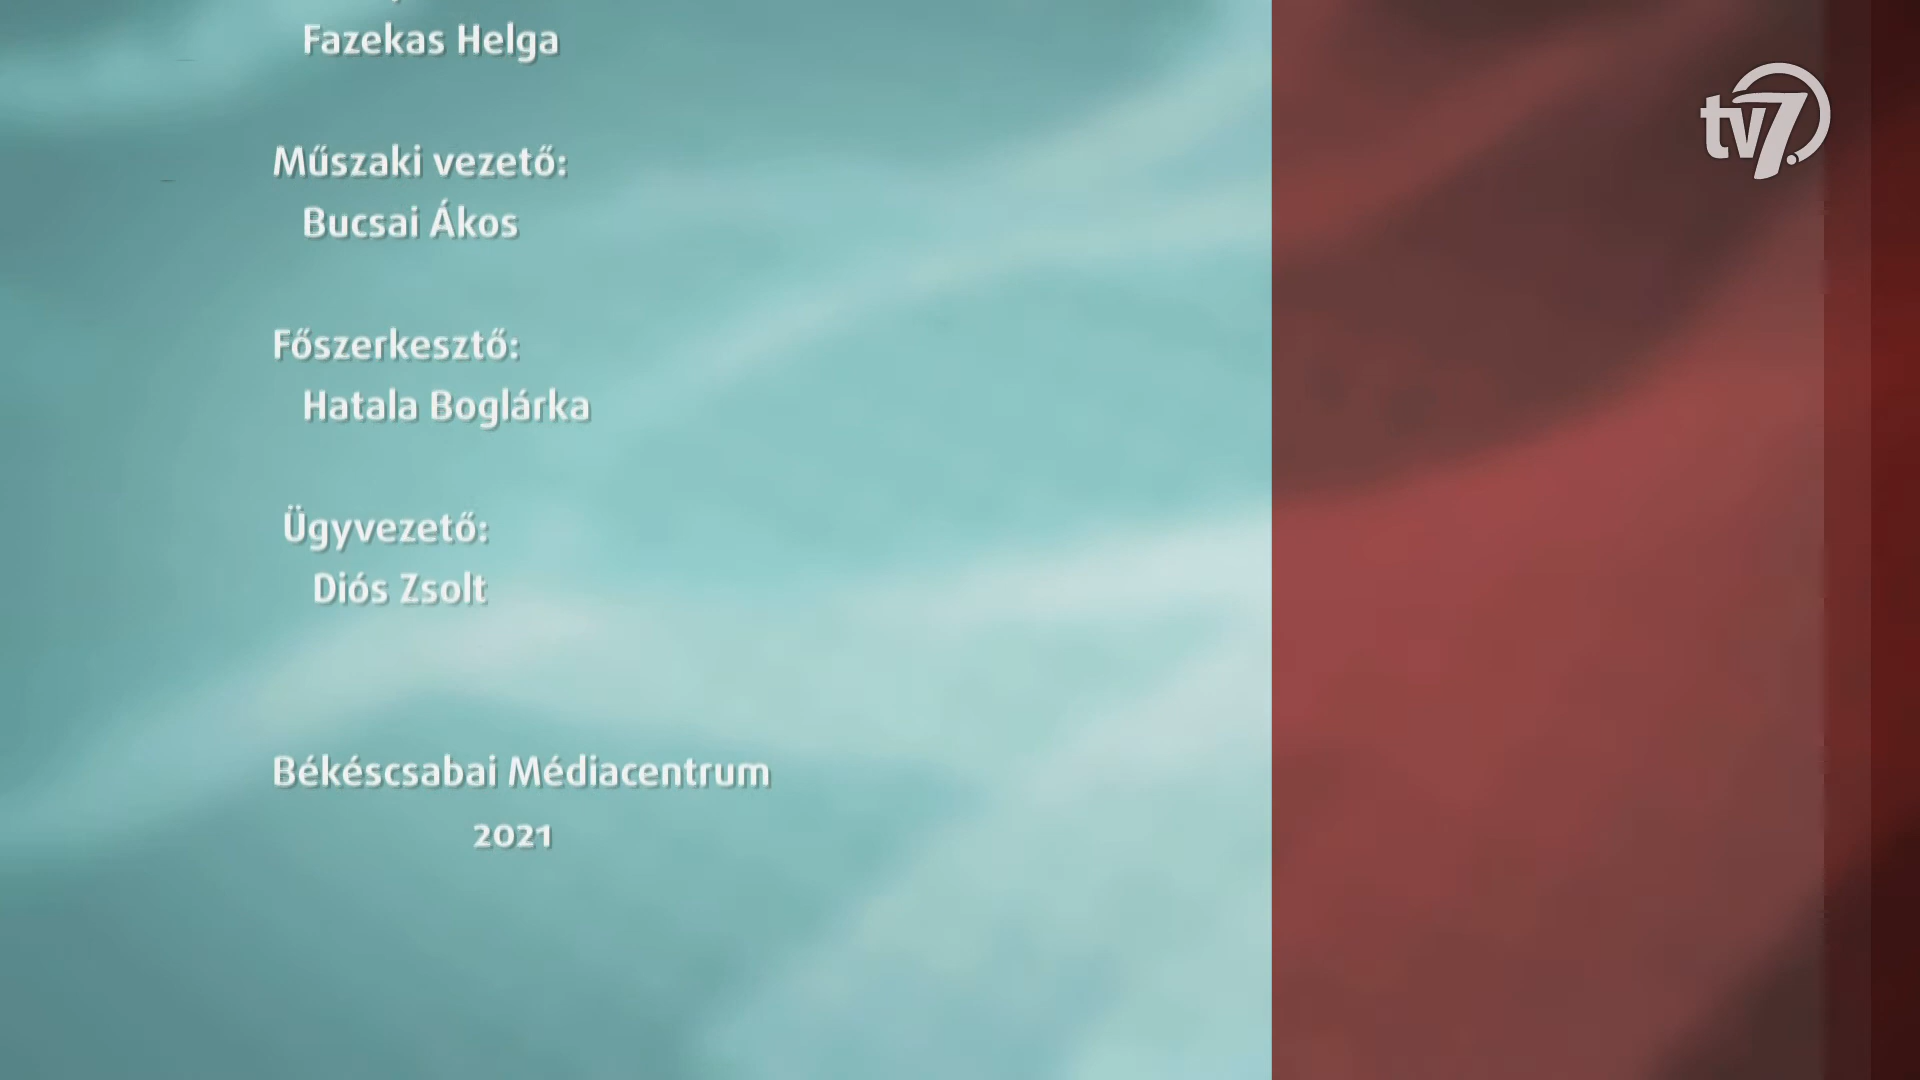 Fazekas Helga
tv7.
Műszaki vezető:
Bucsai Ákos
Főszerkesztő:
Hatala Boglárka
Ügyvezető:
Diós Zsolt
Békéscsabai Médiacentrum
2021